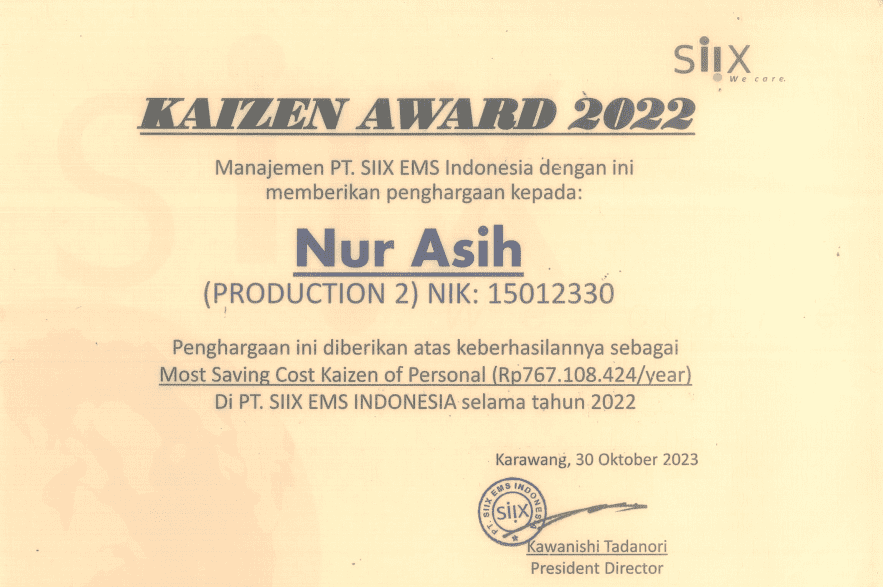 SIIX
We care.
KAIZEN AWARD 2022
Manajemen PT. SIIX EMS Indonesia dengan ini
memberikan penghargaan kepada:
Nur Asih
(PRODUCTION 2) NIK: 15012330
Penghargaan ini diberikan atas keberhasilannya sebagai
Most Saving Cost Kaizen of Personal (Rp767.108.424/year)
Di PT. SIIX EMS INDONESIA selama tahun 2022
Karawang, 30 Oktober 2023
PT. SIIX EMS INDONESIA
SIIX
Kawanishi Tadanori
President Director